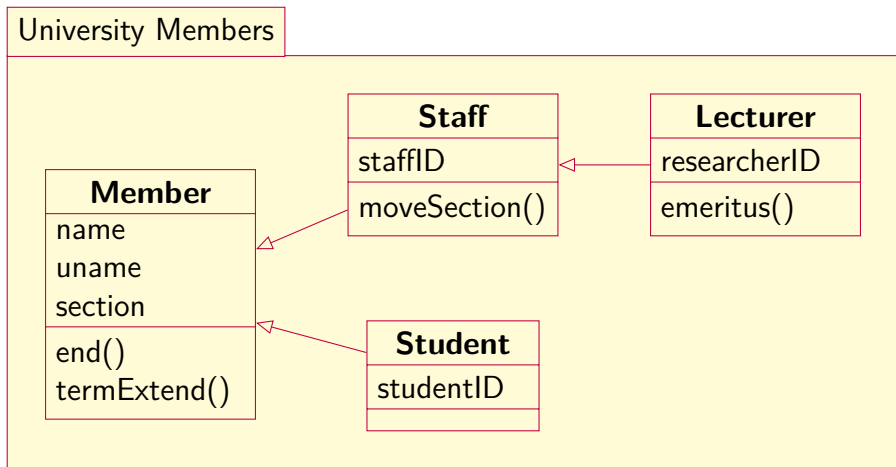 University Members
Member
name
uname
section
end()
termExtend()
Staff
staffID
moveSection()
Lecturer
researcherID
emeritus()
Student
studentID